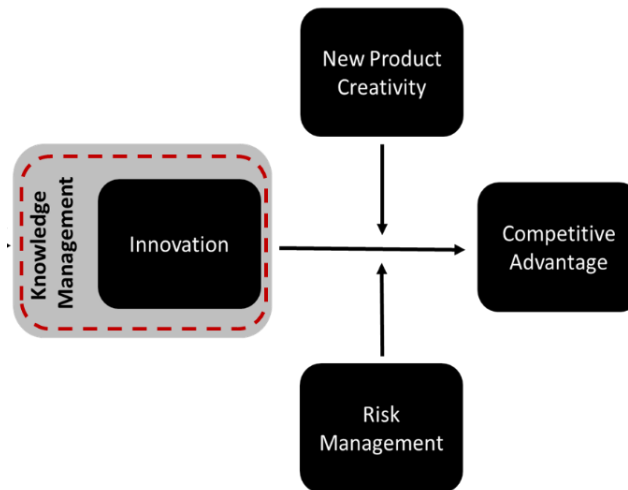 New Product
Creativity
Knowledge
Management
Innovation
Competitive
Advantage
Risk
Management